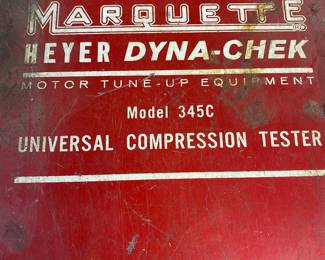 MARQUETTE
HEYER DYNA-CHEK
MOTOR TUNE-UP EQUIPMENT
Model 345C
UNIVERSAL COMPRESSION TESTER